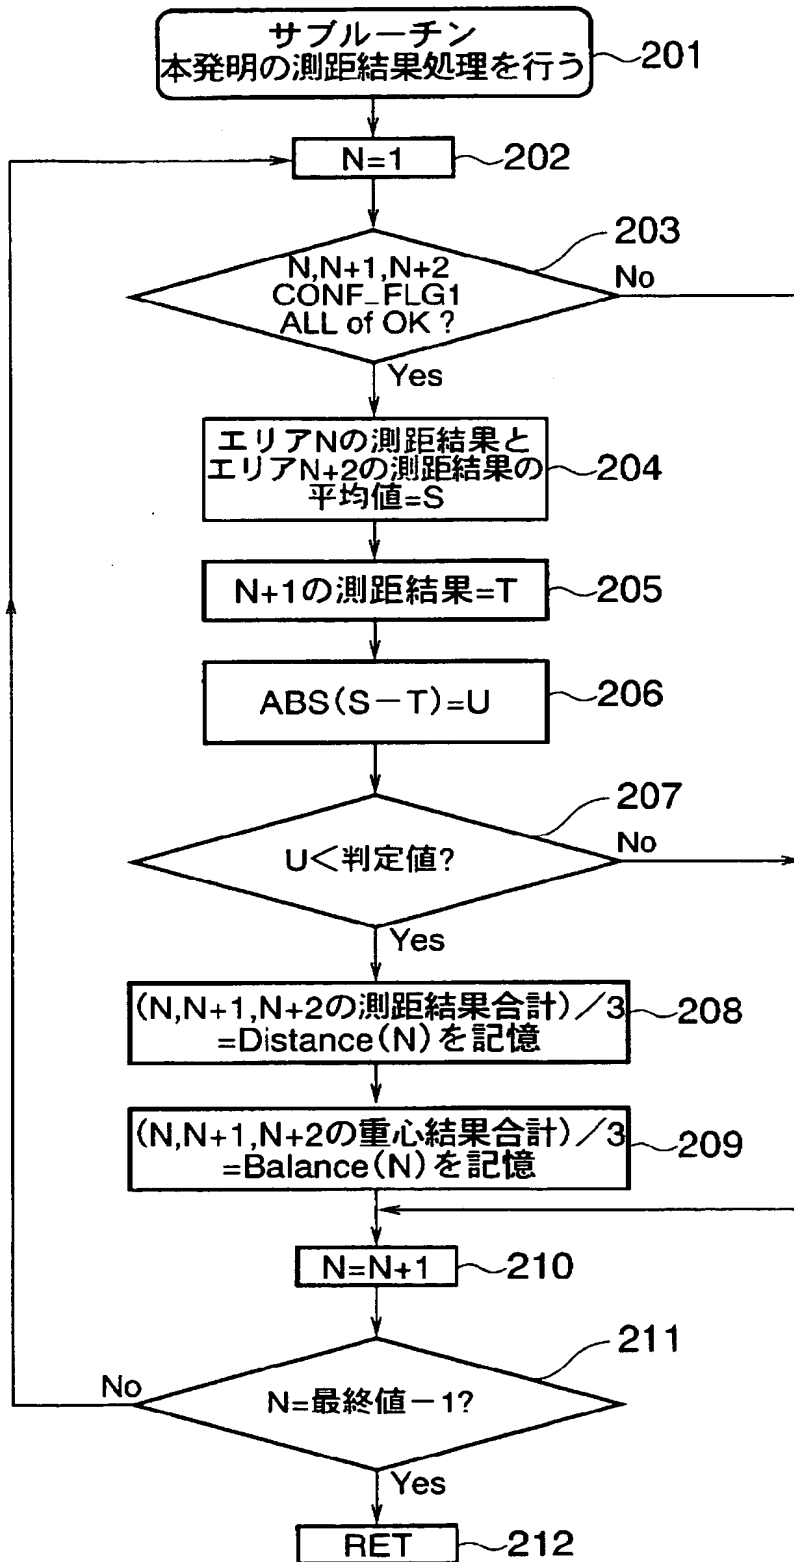 サブルーチン
本発明の測距結果処理を行う
201
N=1
202
203
N,N+1,N+2
CONF_FLG1
ALL of OK?
No
Yes
エリアNの測距結果と
エリアN+2の測距結果の
平均値=S
204
N+1の測距結果=T
205
ABS(S-T)=U
206
207
U<判定値?
No
Yes
(N,N+1,N+2の測距結果合計)/3
=Distance(N)を記憶
208
(N,N+1,N+2の重心結果合計)/3
=Balance(N)を記憶
209
N=N+1
210
211
N=最終値-1?
No
Yes
RET
212